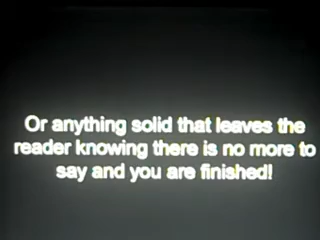 Or anything solid that leaves the
reader knowing there is no more to
say and you are finished!